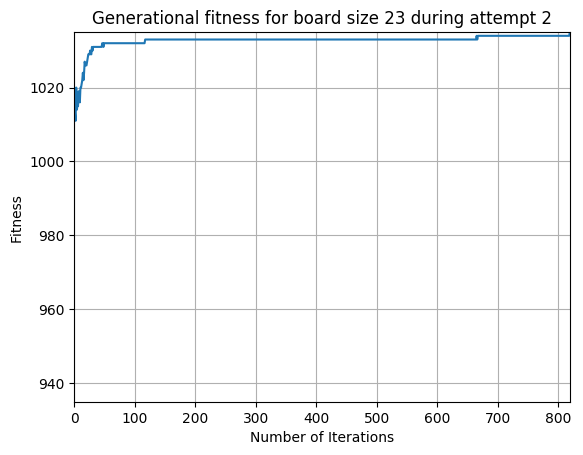 Generational fitness for board size 23 during attempt 2
Fitness
1020
1000
980
960
940
0 100 200 300 400 500 600 700 800
Number of Iterations